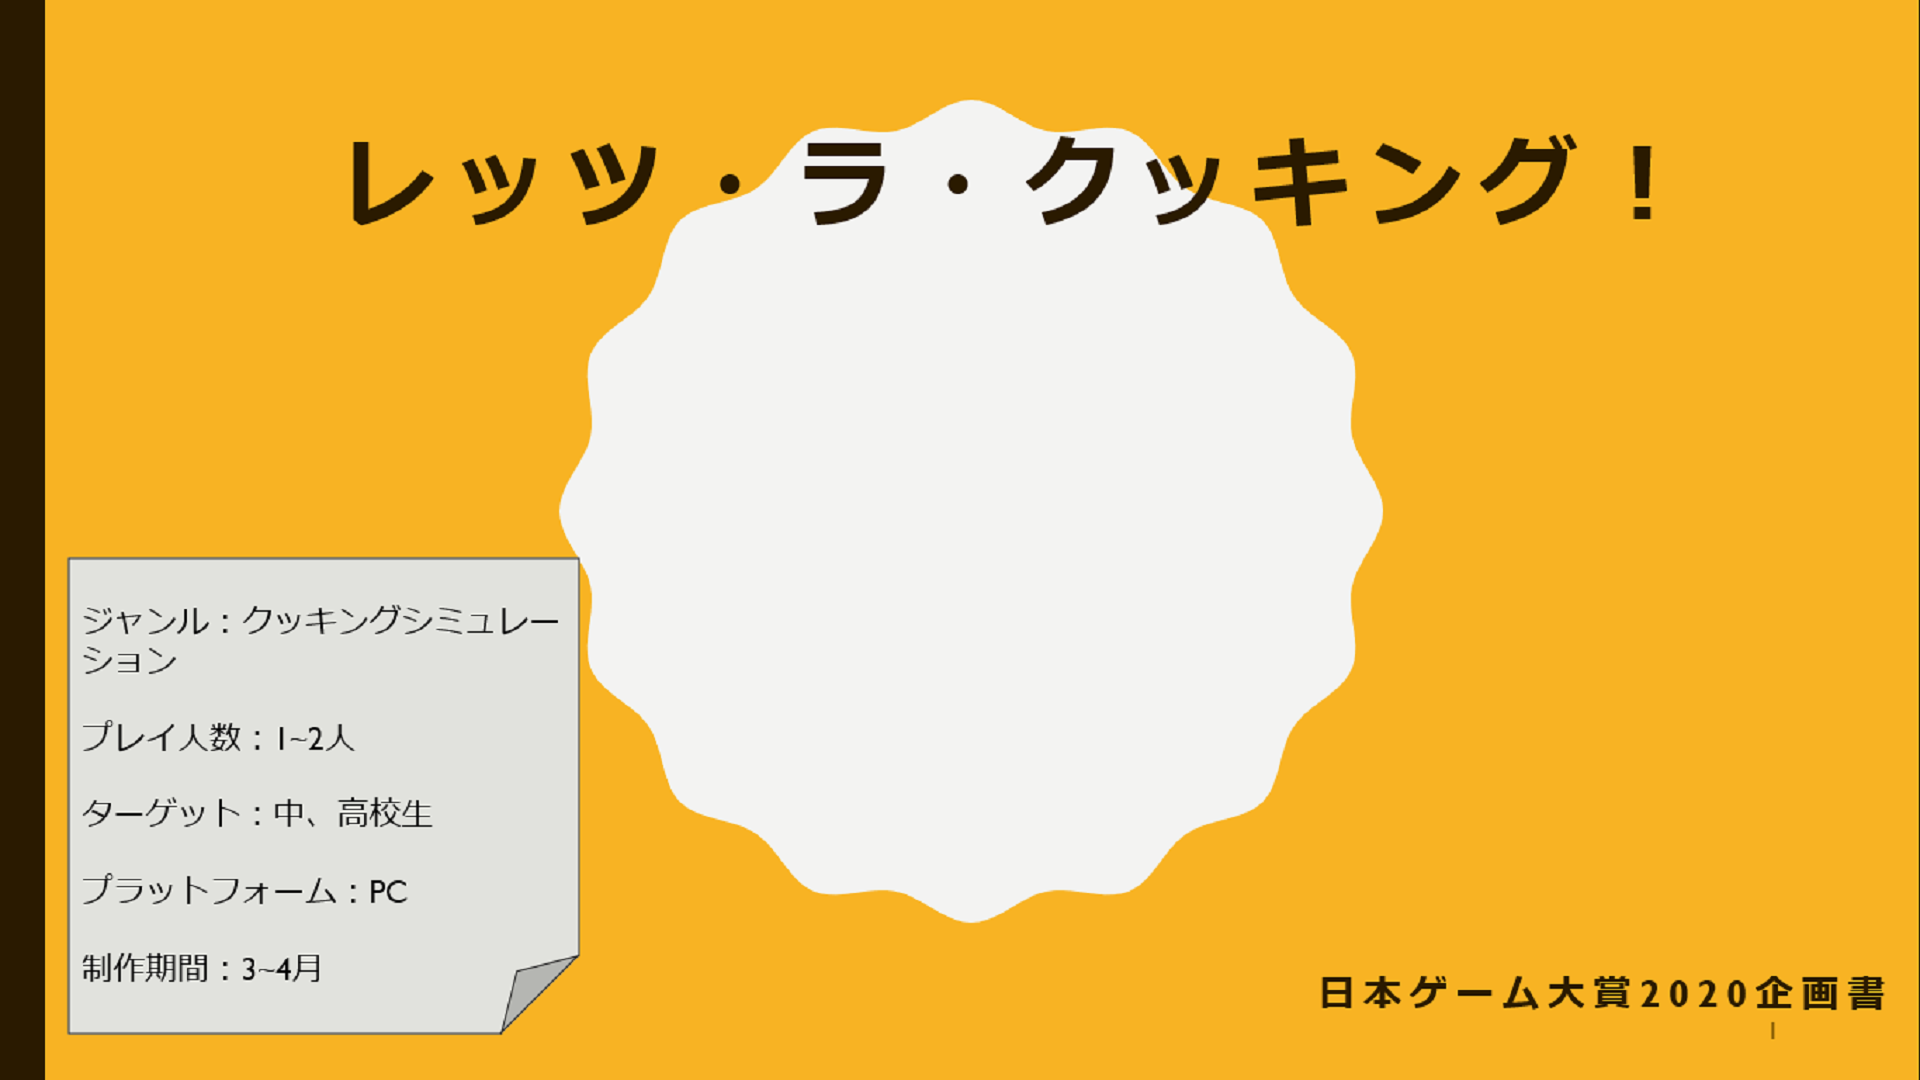 レッツ・ラ・クッキング！
ジャンル：クッキングシミュレー
ション
プレイ人数：1~2人
ターゲット：中、高校生
プラットフォーム：PC
制作期間：3~4月
日本ゲーム大賞2020企画書
1